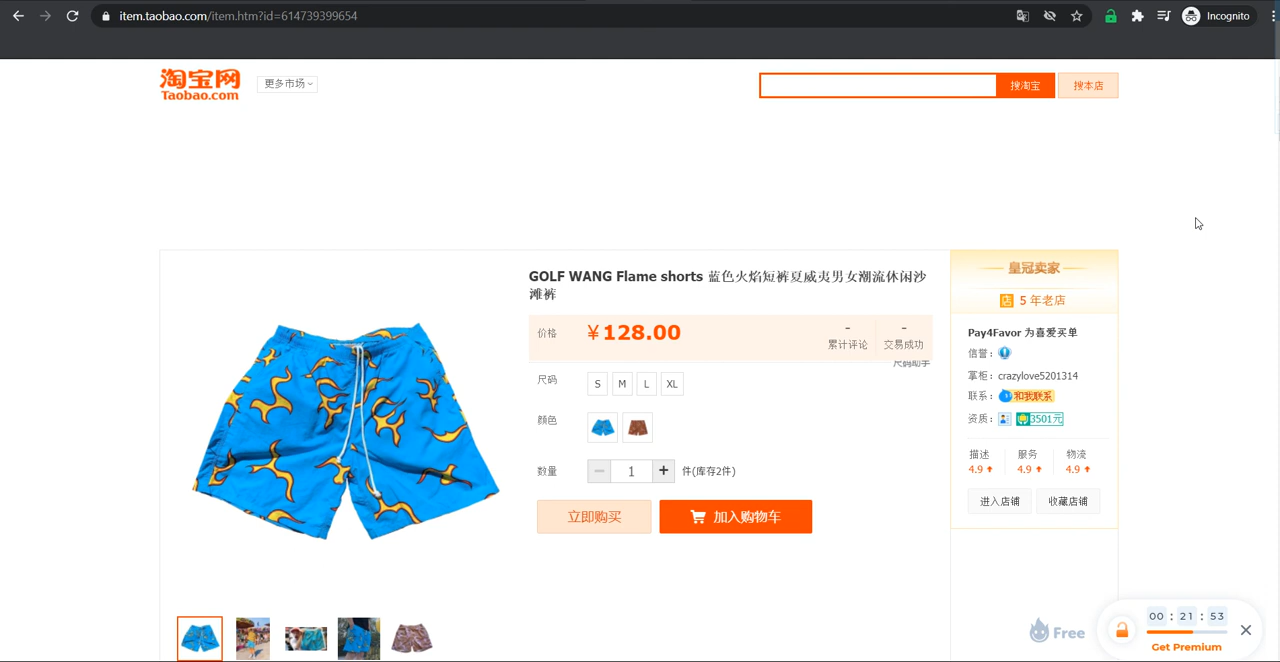 item.taobao.com/item.htm?id=614739399654
Incognito
淘宝网
Taobao.com
更多市场
搜淘宝
搜本店
GOLF WANG Flame shorts 蓝色火焰短裤夏威夷男女潮流休闲沙
滩裤
价格
¥128.00
-
累计评论
-
交易成功
尺码助手
尺码
S
M
L
XL
颜色
数量
1
件(库存2件)
立即购买
加入购物车
皇冠卖家
店 5 年老店
Pay4Favor 为喜爱买单
信誉：
掌柜：crazylove5201314
联系：和我联系
资质：3501元
描述
服务
物流
4.9
4.9
4.9
进入店铺
收藏店铺
Free
00 : 21 : 53
Get Premium